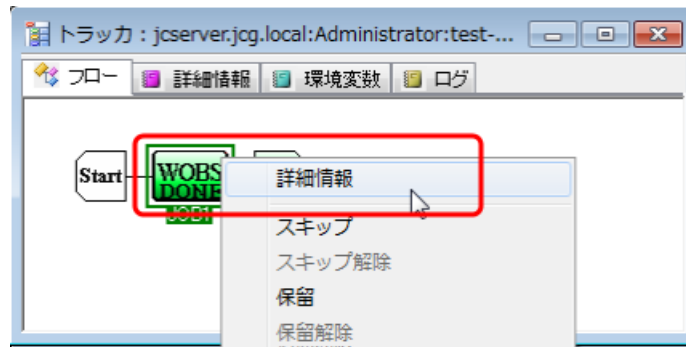 トラッカ : jcserver.jcg.local:Administrator:test-...
フロー 詳細情報 環境変数 ログ
Start
WOBS
DONE
JOB1
詳細情報
スキップ
スキップ解除
保留
保留解除